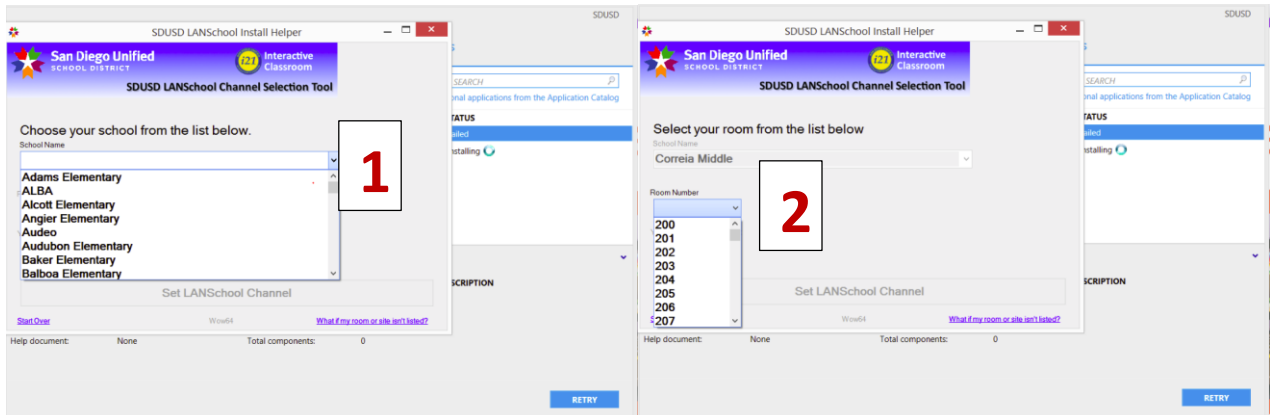 SDUSD
SDUSD LANSchool Install Helper
San Diego Unified
SCHOOL DISTRICT
i21 Interactive
Classroom
SDUSD LANSchool Channel Selection Tool
SEARCH
onal applications from the Application Catalog
TATUS
ailed
nstalling
Choose your school from the list below.
School Name
Adams Elementary
ALBA
Alcott Elementary
Angier Elementary
Audeo
Audubon Elementary
Baker Elementary
Balboa Elementary
1
SCRIPTION
Set LANSchool Channel
Start Over
Wow64
What if my room or site isn't listed?
Help document: None Total components: 0
RETRY
SDUSD
SDUSD LANSchool Install Helper
San Diego Unified
SCHOOL DISTRICT
i21 Interactive
Classroom
SDUSD LANSchool Channel Selection Tool
SEARCH
onal applications from the Application Catalog
TATUS
ailed
nstalling
Select your room from the list below
School Name
Correia Middle
Room Number
200
201
202
203
204
205
206
207
2
SCRIPTION
Set LANSchool Channel
Wow64
What if my room or site isn't listed?
Help document: None Total components: 0
RETRY